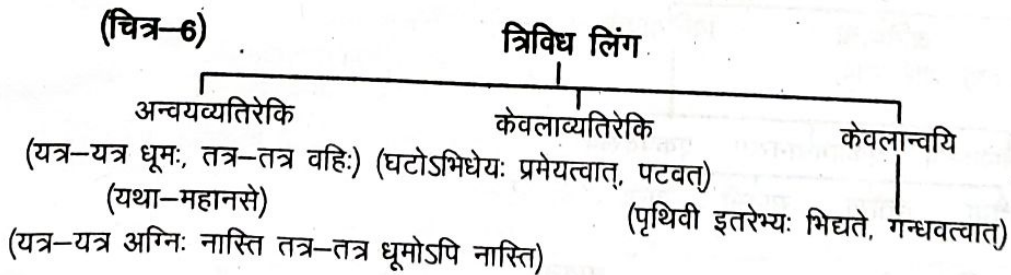 (चित्र–6)
त्रिविध लिंग
अन्वयव्यतिरेकि
केवलाव्यतिरेकि
केवलान्वयि
(यत्र–यत्र धूमः, तत्र–तत्र वहिः) (घटोऽभिधेयः प्रमेयत्वात्, पटवत्)
(यथा–महानसे)
(पृथिवी इतरेभ्यः भिद्यते, गन्धवत्वात्)
(यत्र–यत्र अग्निः नास्ति तत्र–तत्र धूमोऽपि नास्ति)